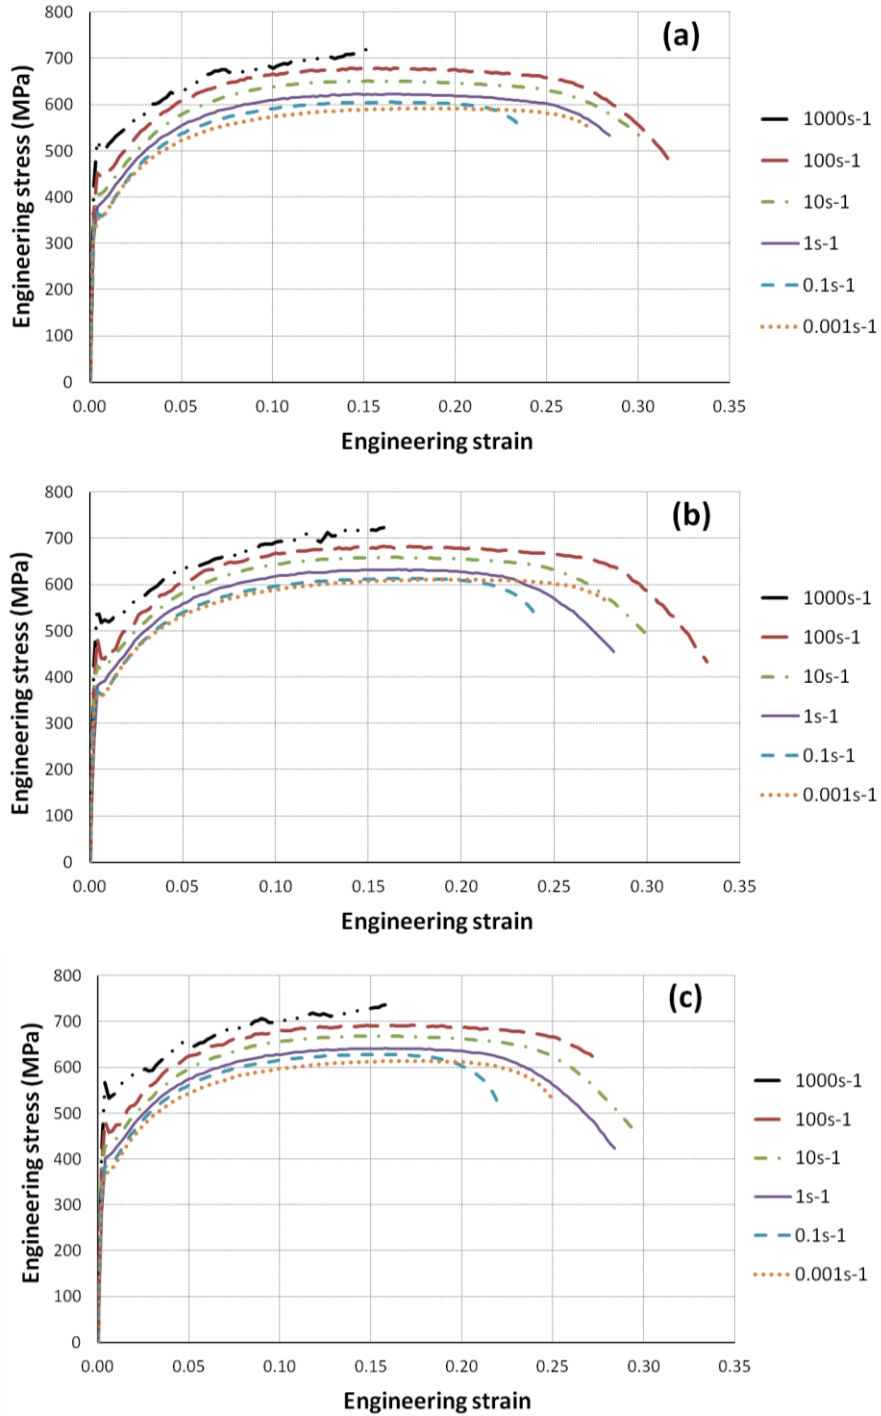 (a)
Engineering stress (MPa)
800
700
600
500
400
300
200
100
0
0.00 0.05 0.10 0.15 0.20 0.25 0.30 0.35
Engineering strain
1000s-1
100s-1
10s-1
1s-1
0.1s-1
0.001s-1
(b)
Engineering stress (MPa)
800
700
600
500
400
300
200
100
0
0.00 0.05 0.10 0.15 0.20 0.25 0.30 0.35
Engineering strain
1000s-1
100s-1
10s-1
1s-1
0.1s-1
0.001s-1
(c)
Engineering stress (MPa)
800
700
600
500
400
300
200
100
0
0.00 0.05 0.10 0.15 0.20 0.25 0.30 0.35
Engineering strain
1000s-1
100s-1
10s-1
1s-1
0.1s-1
0.001s-1